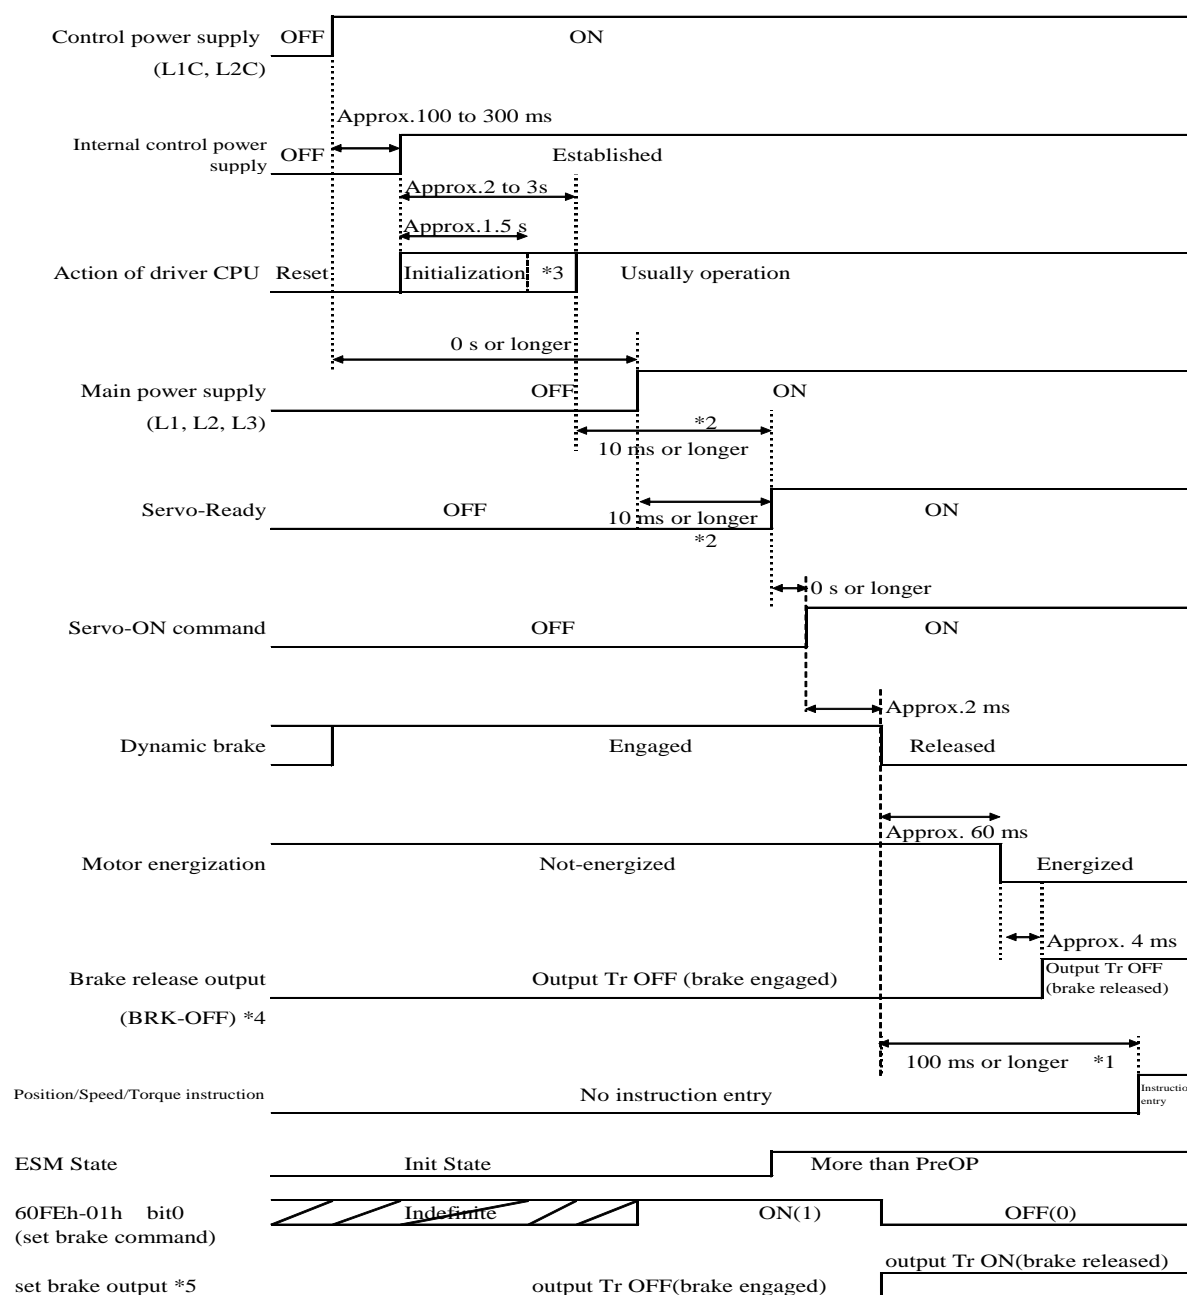 Control power supply OFF ON
(L1C, L2C)
Approx.100 to 300 ms
Internal control power
supply OFF Established
Approx.2 to 3s
Approx.1.5 s
Action of driver CPU Reset Initialization *3 Usually operation
0 s or longer
Main power supply OFF ON
(L1, L2, L3)
*2
10 ms or longer
Servo-Ready OFF ON
10 ms or longer
*2
0 s or longer
Servo-ON command OFF ON
Approx.2 ms
Dynamic brake Engaged Released
Approx. 60 ms
Motor energization Not-energized Energized
Approx. 4 ms
Brake release output Output Tr OFF (brake engaged) Output Tr OFF
(brake released)
(BRK-OFF) *4
100 ms or longer *1
Position/Speed/Torque instruction No instruction entry Instructio
entry
ESM State Init State More than PreOP
60FEh-01h bit0 Indefinite ON(1) OFF(0)
(set brake command)
output Tr ON(brake released)
set brake output *5 output Tr OFF(brake engaged)